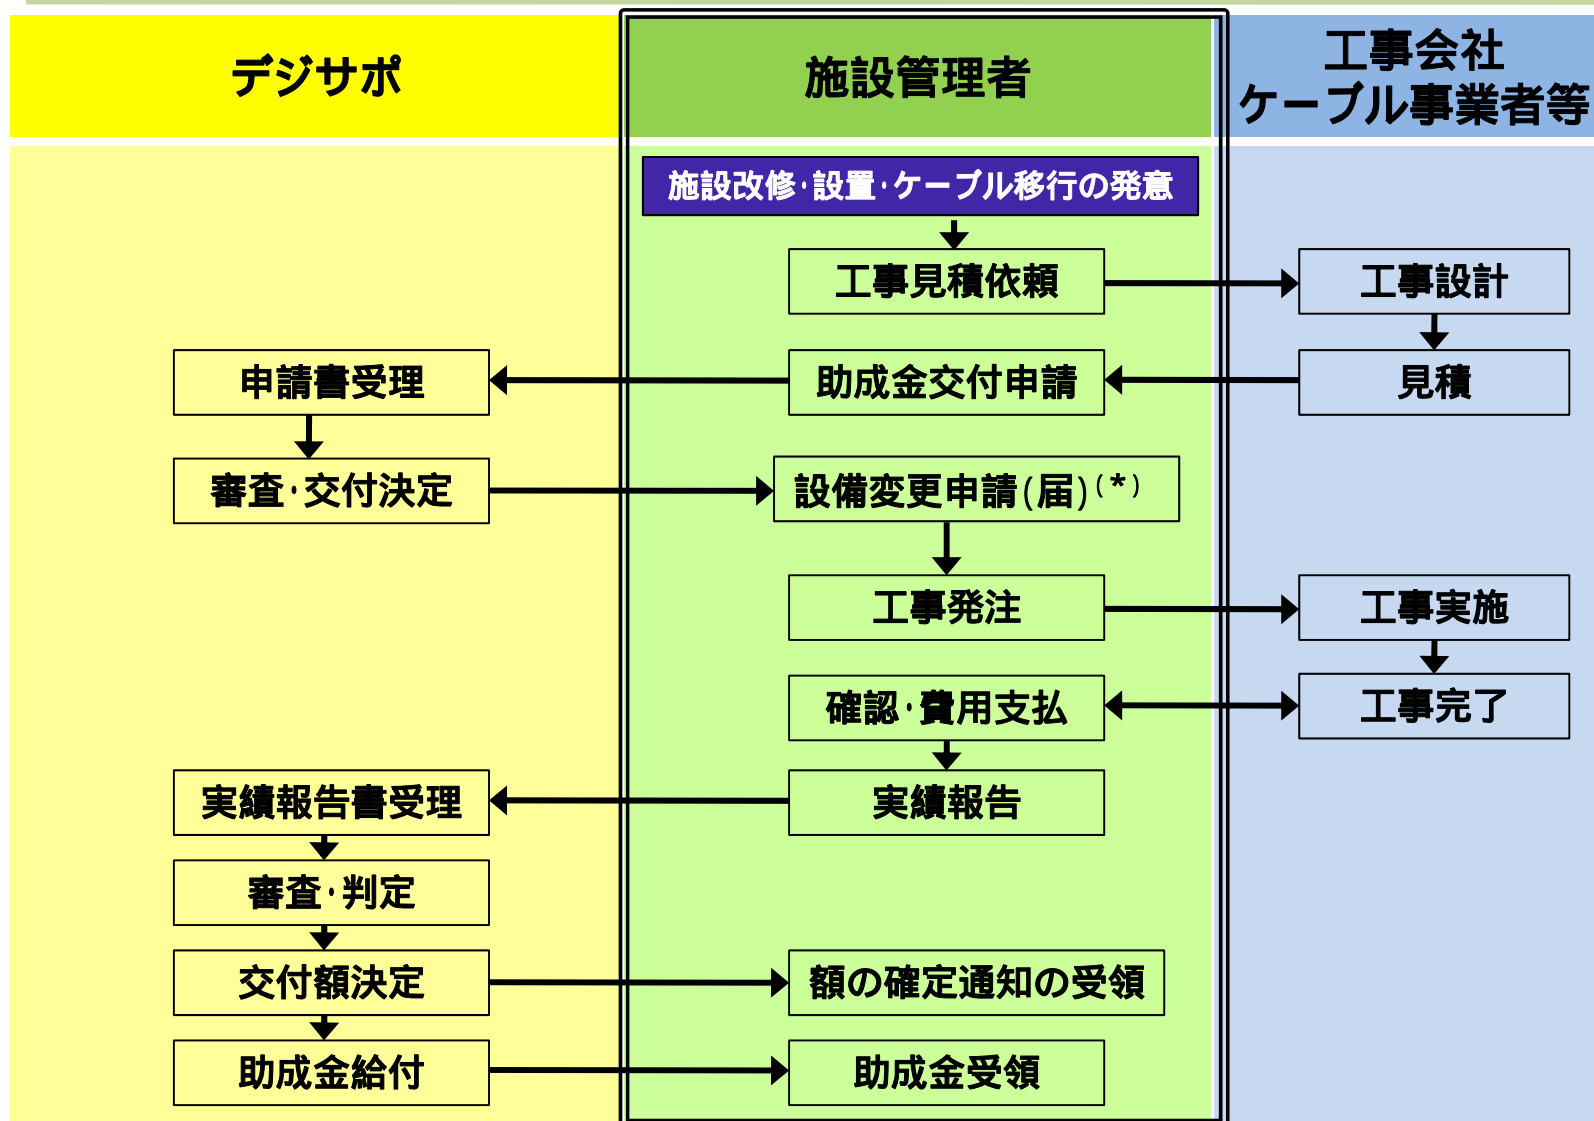 デジサポ
施設管理者
工事会社
ケーブル事業者等
施設改修・設置・ケーブル移行の発意
工事見積依頼
工事設計
申請書受理
助成金交付申請
見積
審査・交付決定
設備変更申請(届)(*)
工事発注
工事実施
確認・費用支払
工事完了
実績報告書受理
実績報告
審査・判定
交付額決定
額の確定通知の受領
助成金給付
助成金受領